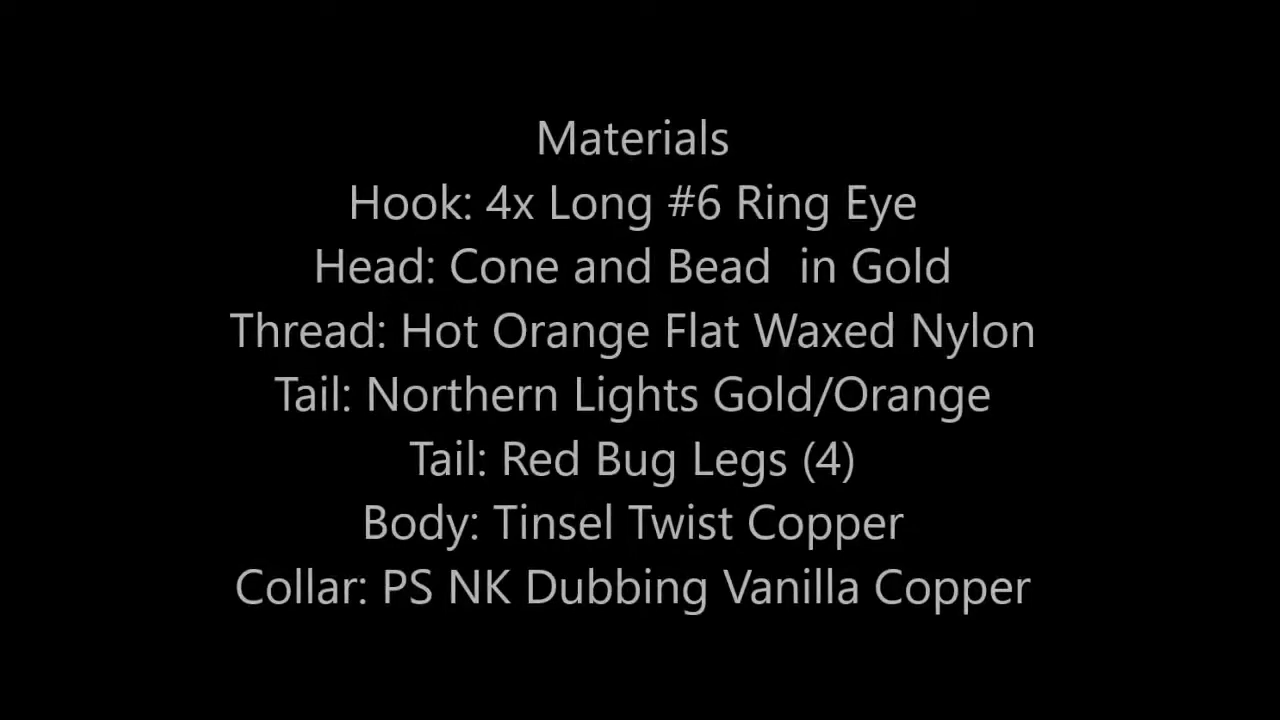 Materials
Hook: 4x Long #6 Ring Eye
Head: Cone and Bead  in Gold
Thread: Hot Orange Flat Waxed Nylon
Tail: Northern Lights Gold/Orange
Tail: Red Bug Legs (4)
Body: Tinsel Twist Copper
Collar: PS NK Dubbing Vanilla Copper